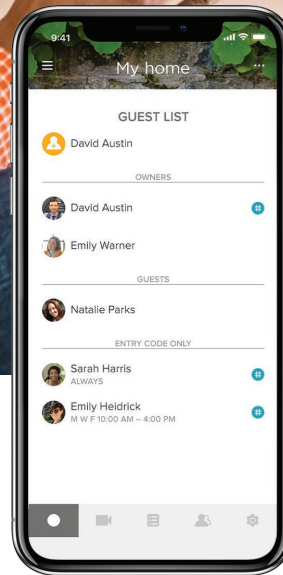 9:41
My home
GUEST LIST
David Austin
OWNERS
David Austin
#
Emily Warner
GUESTS
Natalie Parks
ENTRY CODE ONLY
Sarah Harris
#
ALWAYS
Emily Heidrick
#
M W F 10:00 AM – 4:00 PM